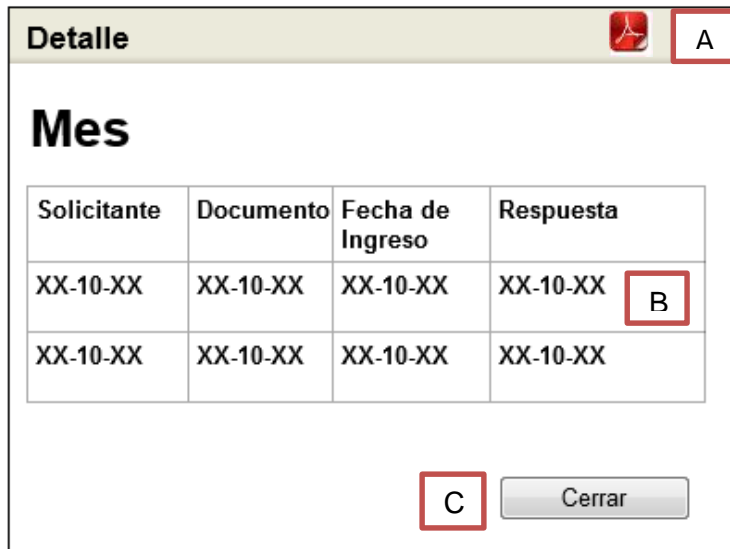 Detalle A
Mes
Solicitante Documento Fecha de Ingreso Respuesta
XX-10-XX XX-10-XX XX-10-XX XX-10-XX B
XX-10-XX XX-10-XX XX-10-XX XX-10-XX
C Cerrar